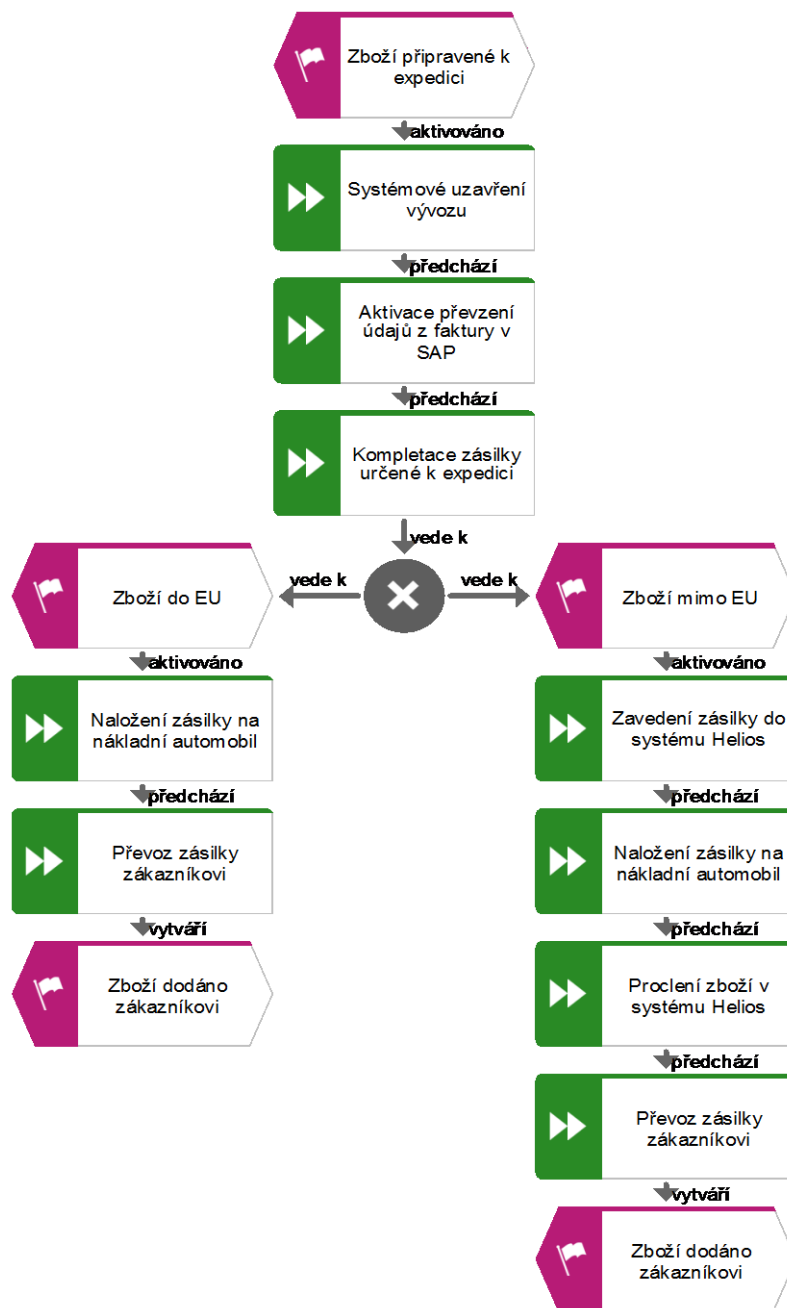 Zboží připravené k
expedici
aktivováno
Systémové uzavření
vývozu
předchází
Aktivace převzení
údajů z faktury v
SAP
předchází
Kompletace zásilky
určené k expedici
vede k
vede k
vede k
Zboží do EU
Zboží mimo EU
aktivováno
Naložení zásilky na
nákladní automobil
předchází
Převoz zásilky
zákazníkovi
vytváří
Zboží dodáno
zákazníkovi
aktivováno
Zavedení zásilky do
systému Helios
předchází
Naložení zásilky na
nákladní automobil
předchází
Proclení zboží v
systému Helios
předchází
Převoz zásilky
zákazníkovi
vytváří
Zboží dodáno
zákazníkovi